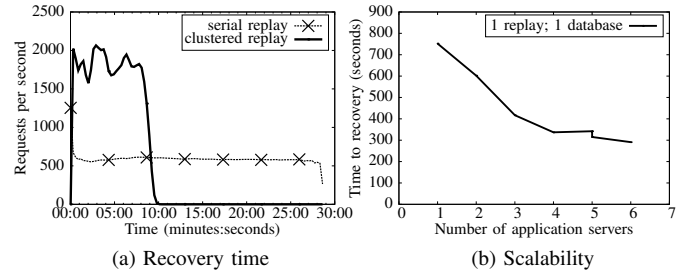 2500
2000
1500
1000
500
0
Requests per second
serial replay
clustered replay
00:00 05:00 10:00 15:00 20:00 25:00 30:00
Time (minutes:seconds)
(a) Recovery time
900
800
700
600
500
400
300
200
100
0
Time to recovery (seconds)
1 replay; 1 database
0 1 2 3 4 5 6 7
Number of application servers
(b) Scalability